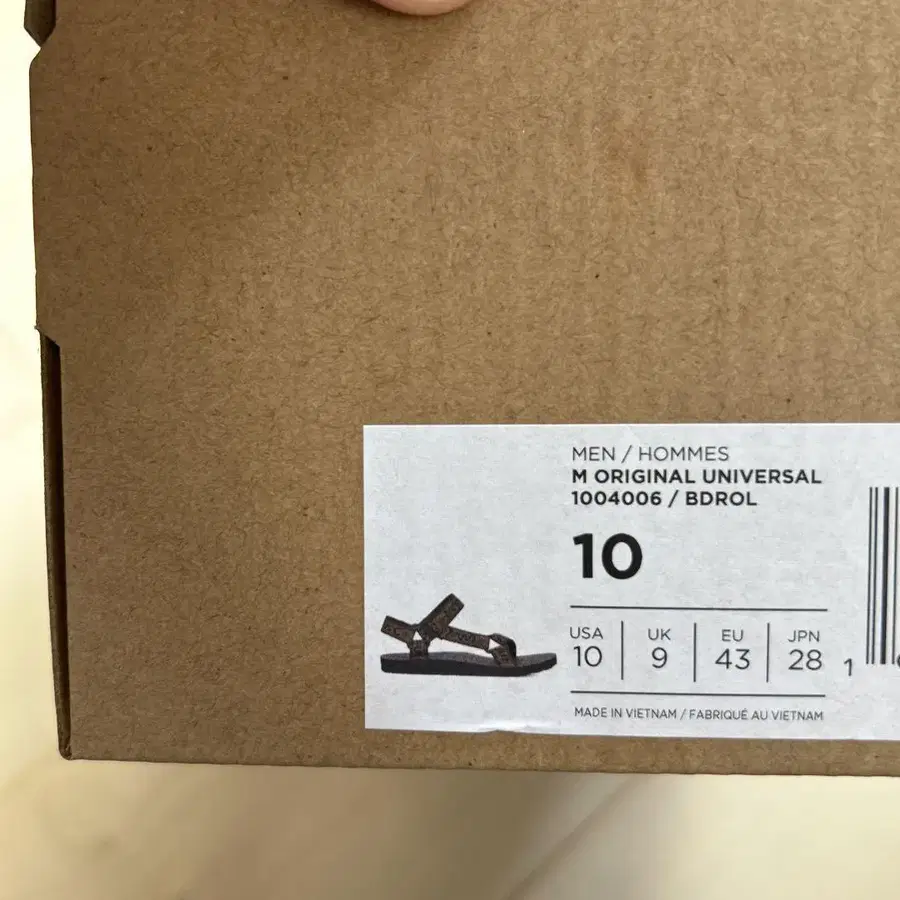 MEN / HOMMES
M ORIGINAL UNIVERSAL
1004006 / BDROL
10
USA UK EU JPN
10 9 43 28
1
MADE IN VIETNAM / FABRIQUÉ AU VIETNAM